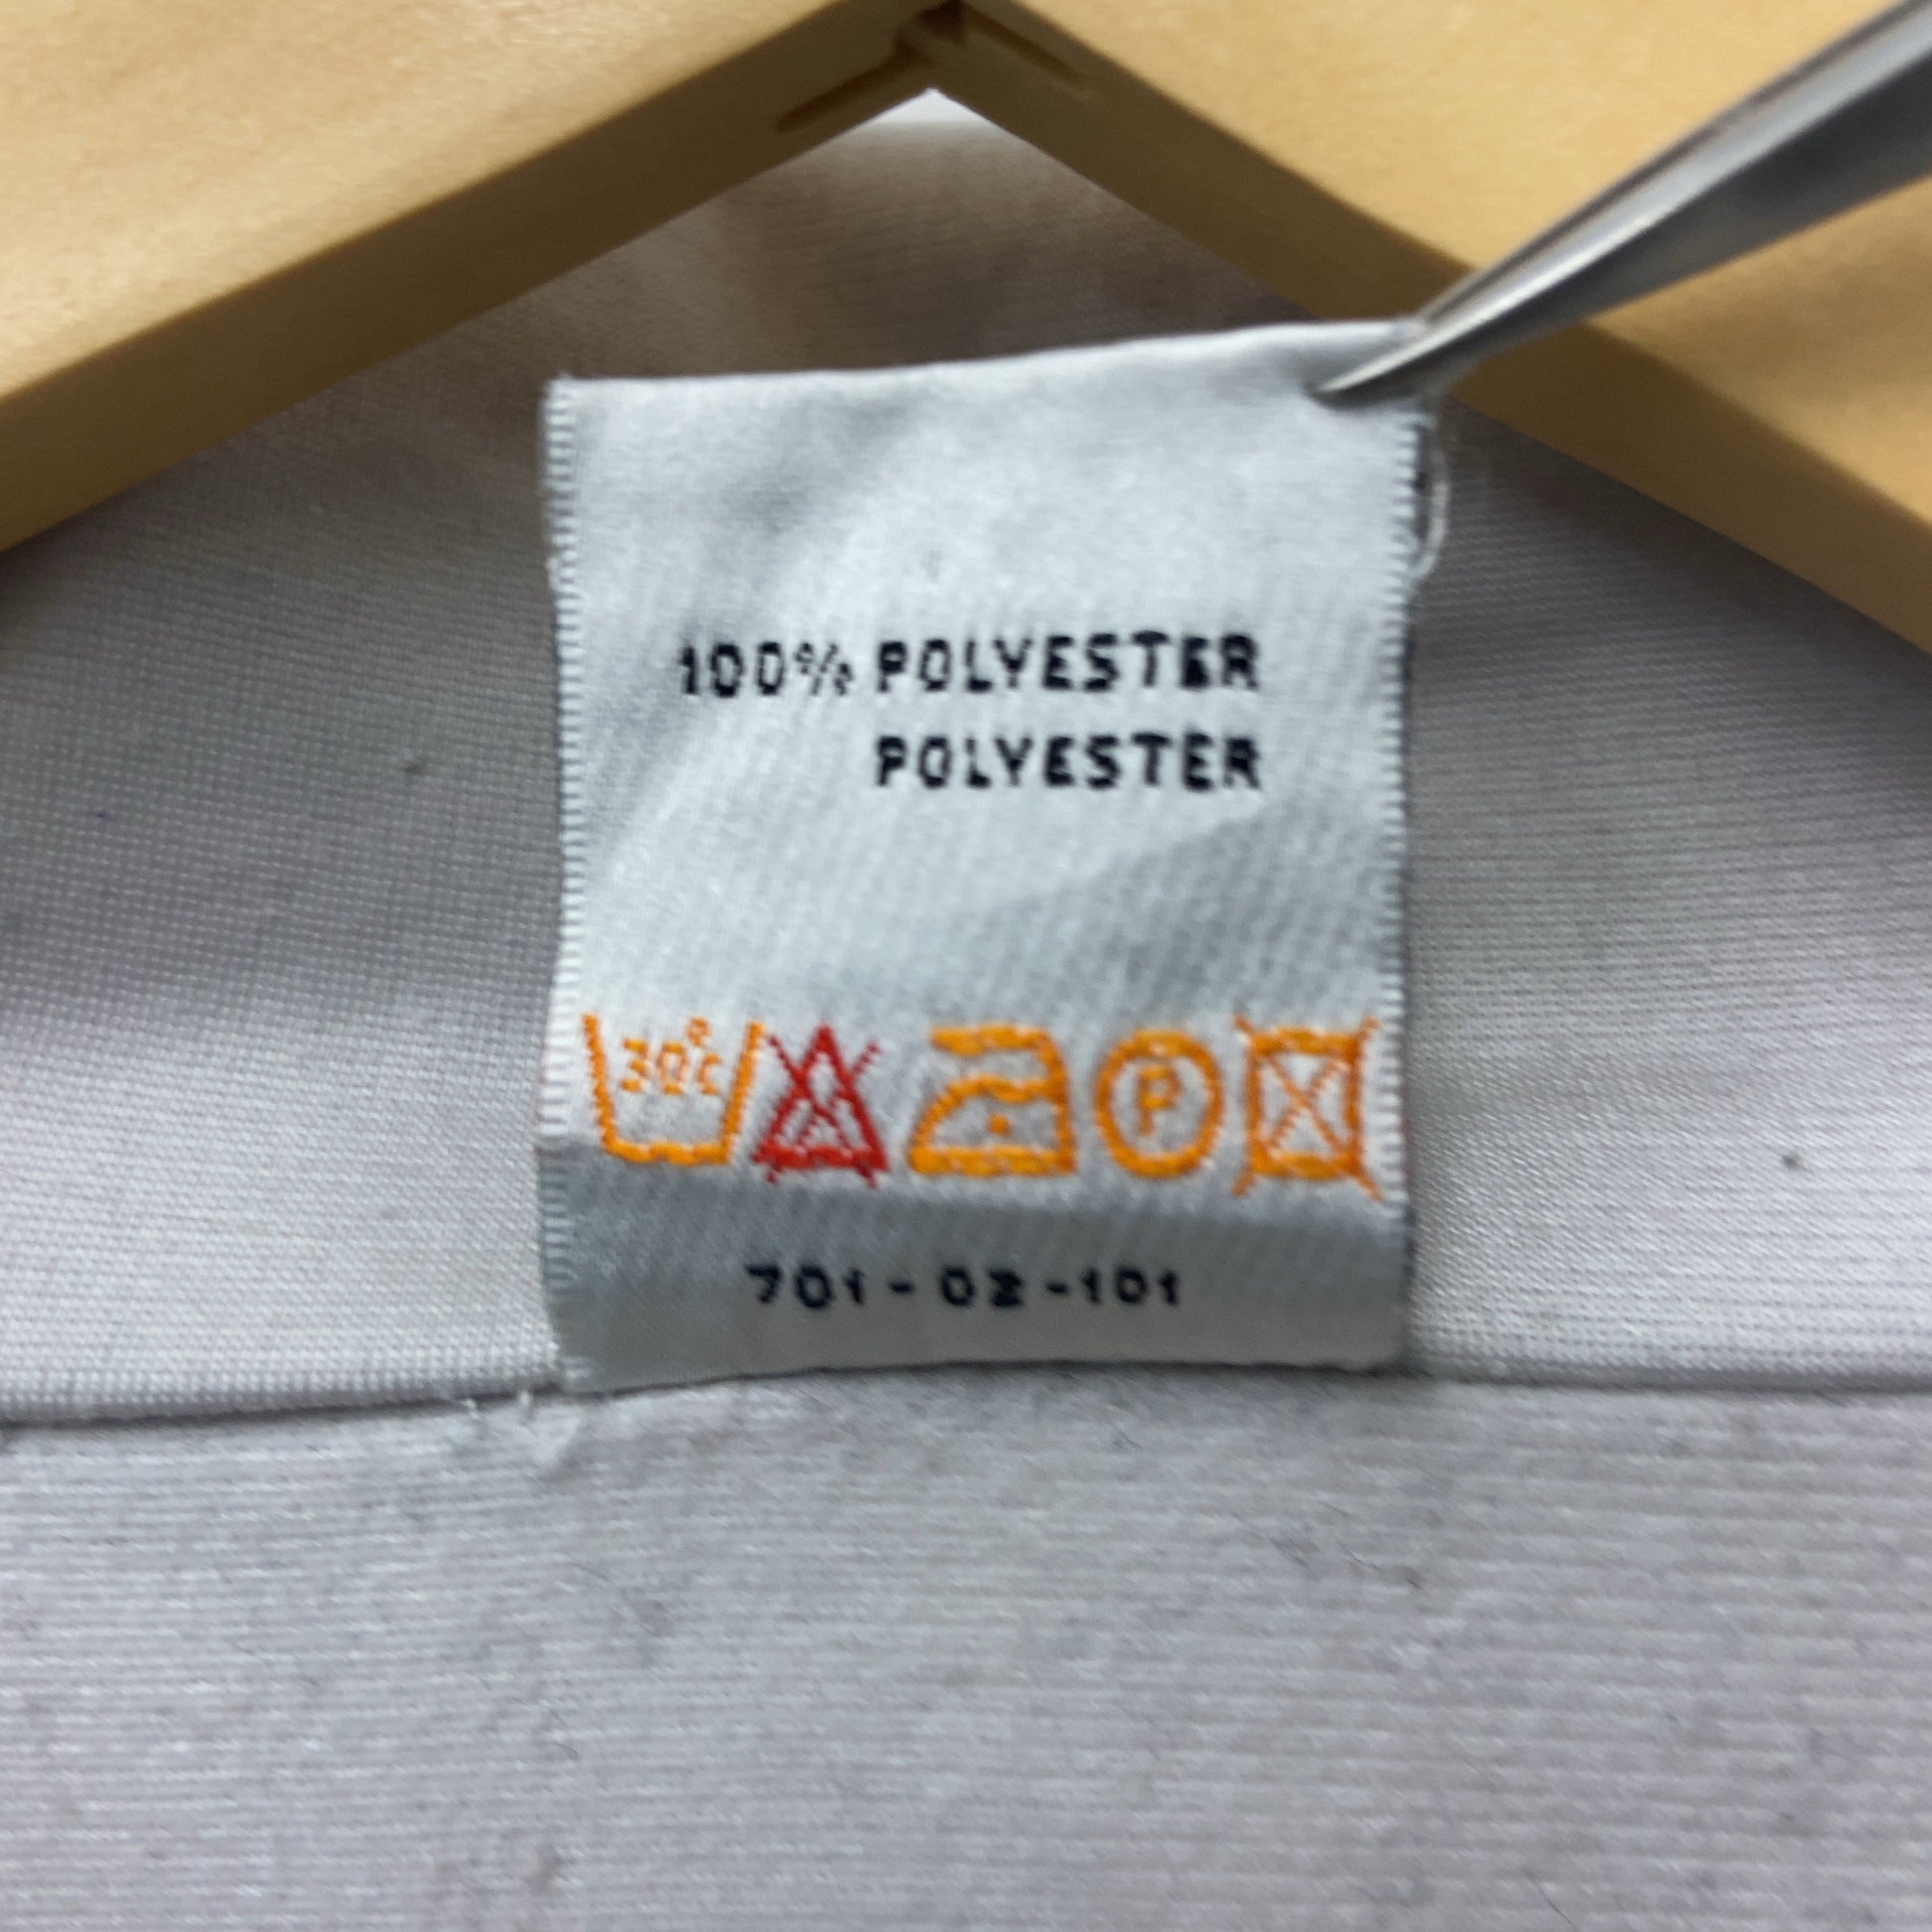 100% POLYESTER
POLYESTER
30°C
P
701-02-101